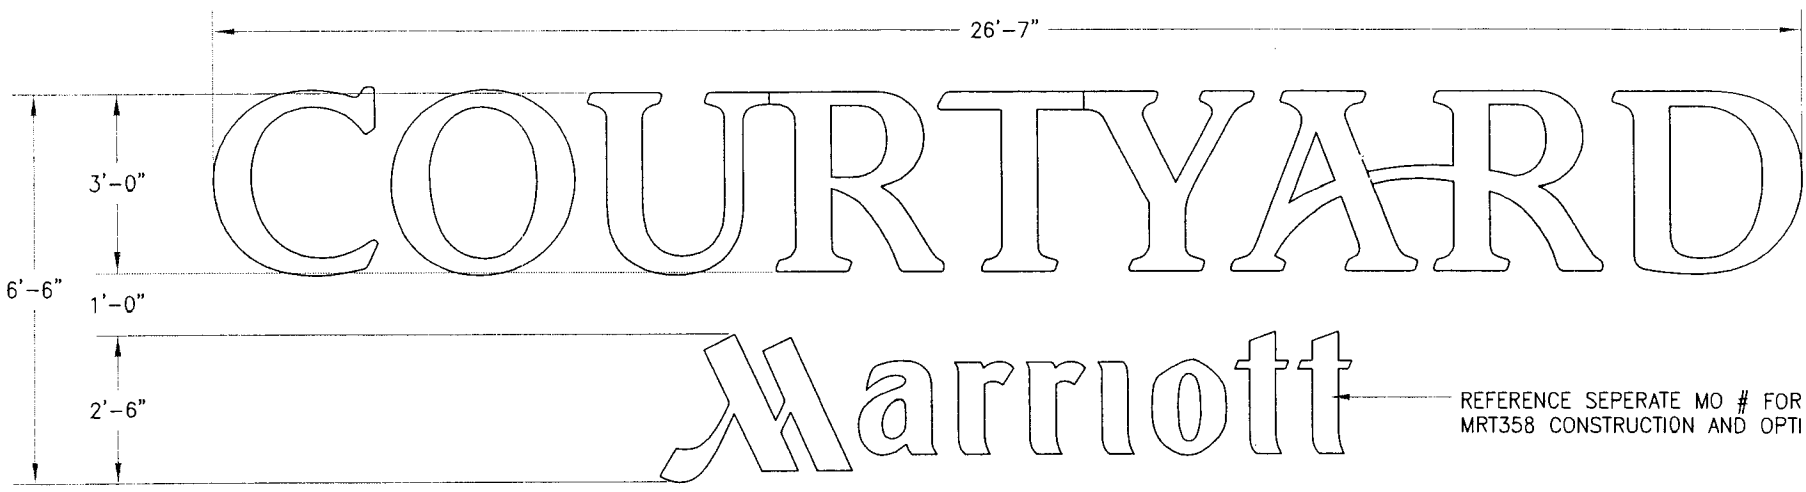 26'-7"
COURTYARD
3'-0"
6'-6"
1'-0"
Marriott
2'-6"
REFERENCE SEPERATE MO # FOR
MRT358 CONSTRUCTION AND OPTI